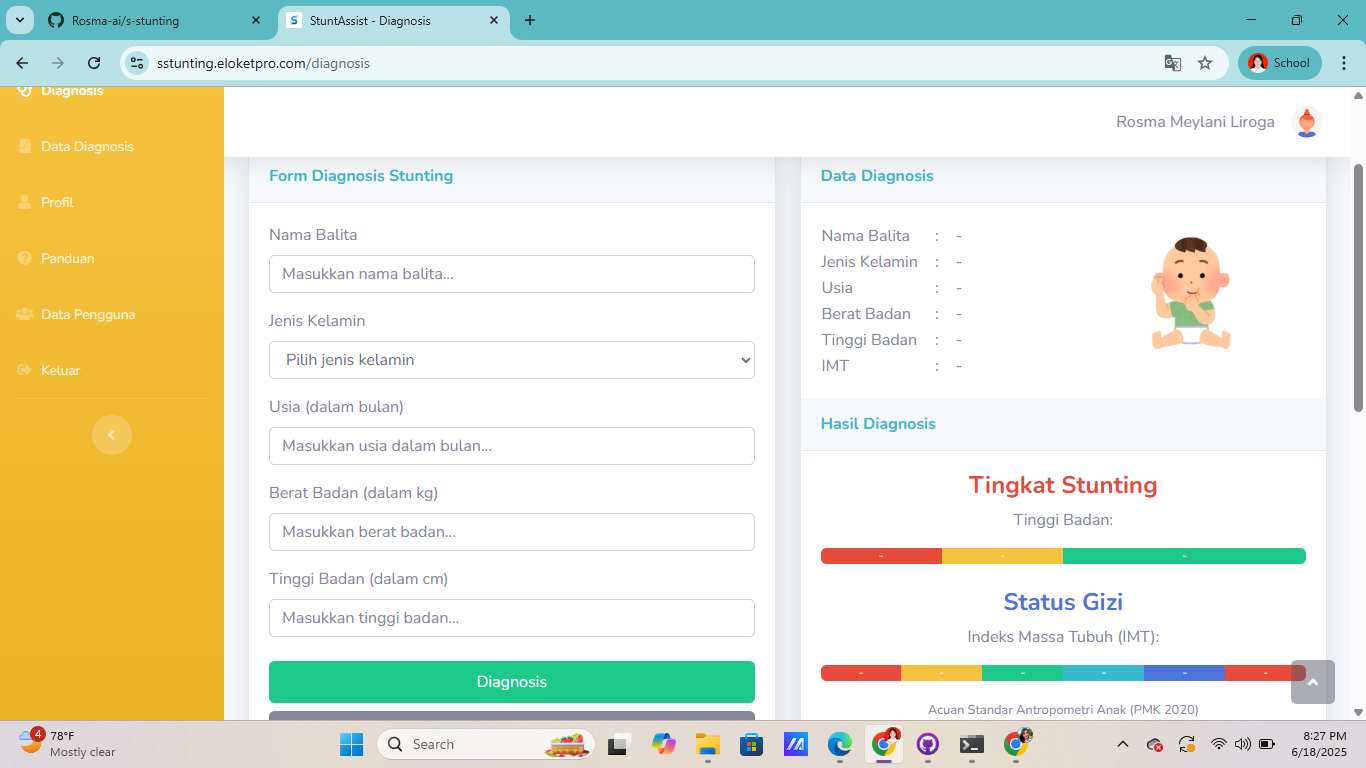 Rosma-ai/s-stunting
StuntAssist - Diagnosis
sstunting.eloketpro.com/diagnosis
School
Diagnosis
Data Diagnosis
Profil
Panduan
Data Pengguna
Keluar
Rosma Meylani Liroga
Form Diagnosis Stunting
Nama Balita
Masukkan nama balita...
Jenis Kelamin
Pilih jenis kelamin
Usia (dalam bulan)
Masukkan usia dalam bulan...
Berat Badan (dalam kg)
Masukkan berat badan...
Tinggi Badan (dalam cm)
Masukkan tinggi badan...
Diagnosis
Data Diagnosis
Nama Balita : -
Jenis Kelamin : -
Usia : -
Berat Badan : -
Tinggi Badan : -
IMT : -
Hasil Diagnosis
Tingkat Stunting
Tinggi Badan:
- - -
Status Gizi
Indeks Massa Tubuh (IMT):
- - - - - -
Acuan Standar Antropometri Anak (PMK 2020)
4
78°F
Mostly clear
Search
8:27 PM
6/18/2025